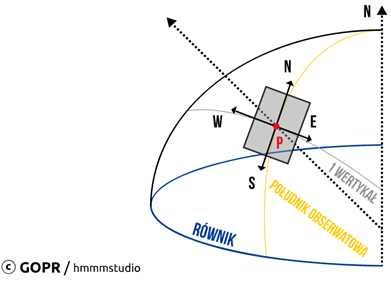 N
N
W
E
P
S
1 WERTYKAŁ
POŁUDNIK OBSERWATORA
RÓWNIK
© GOPR / hmmmstudio